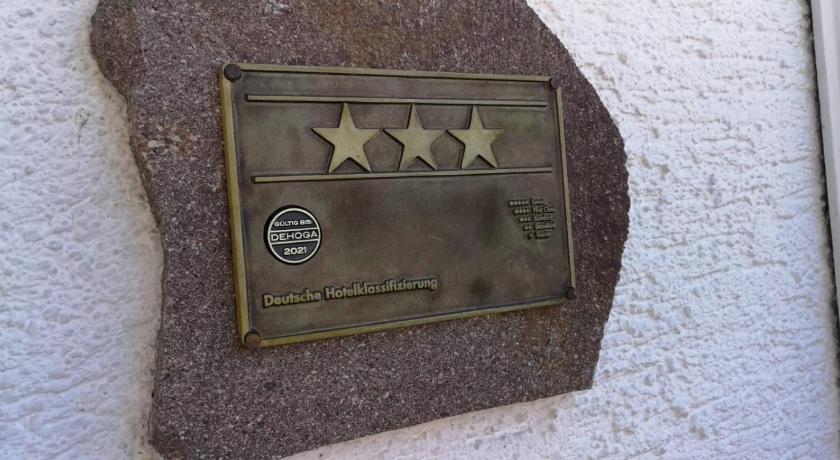 GÜLTIG BIS:
DEHOGA
2021
Deutsche Hotelklassifizierung